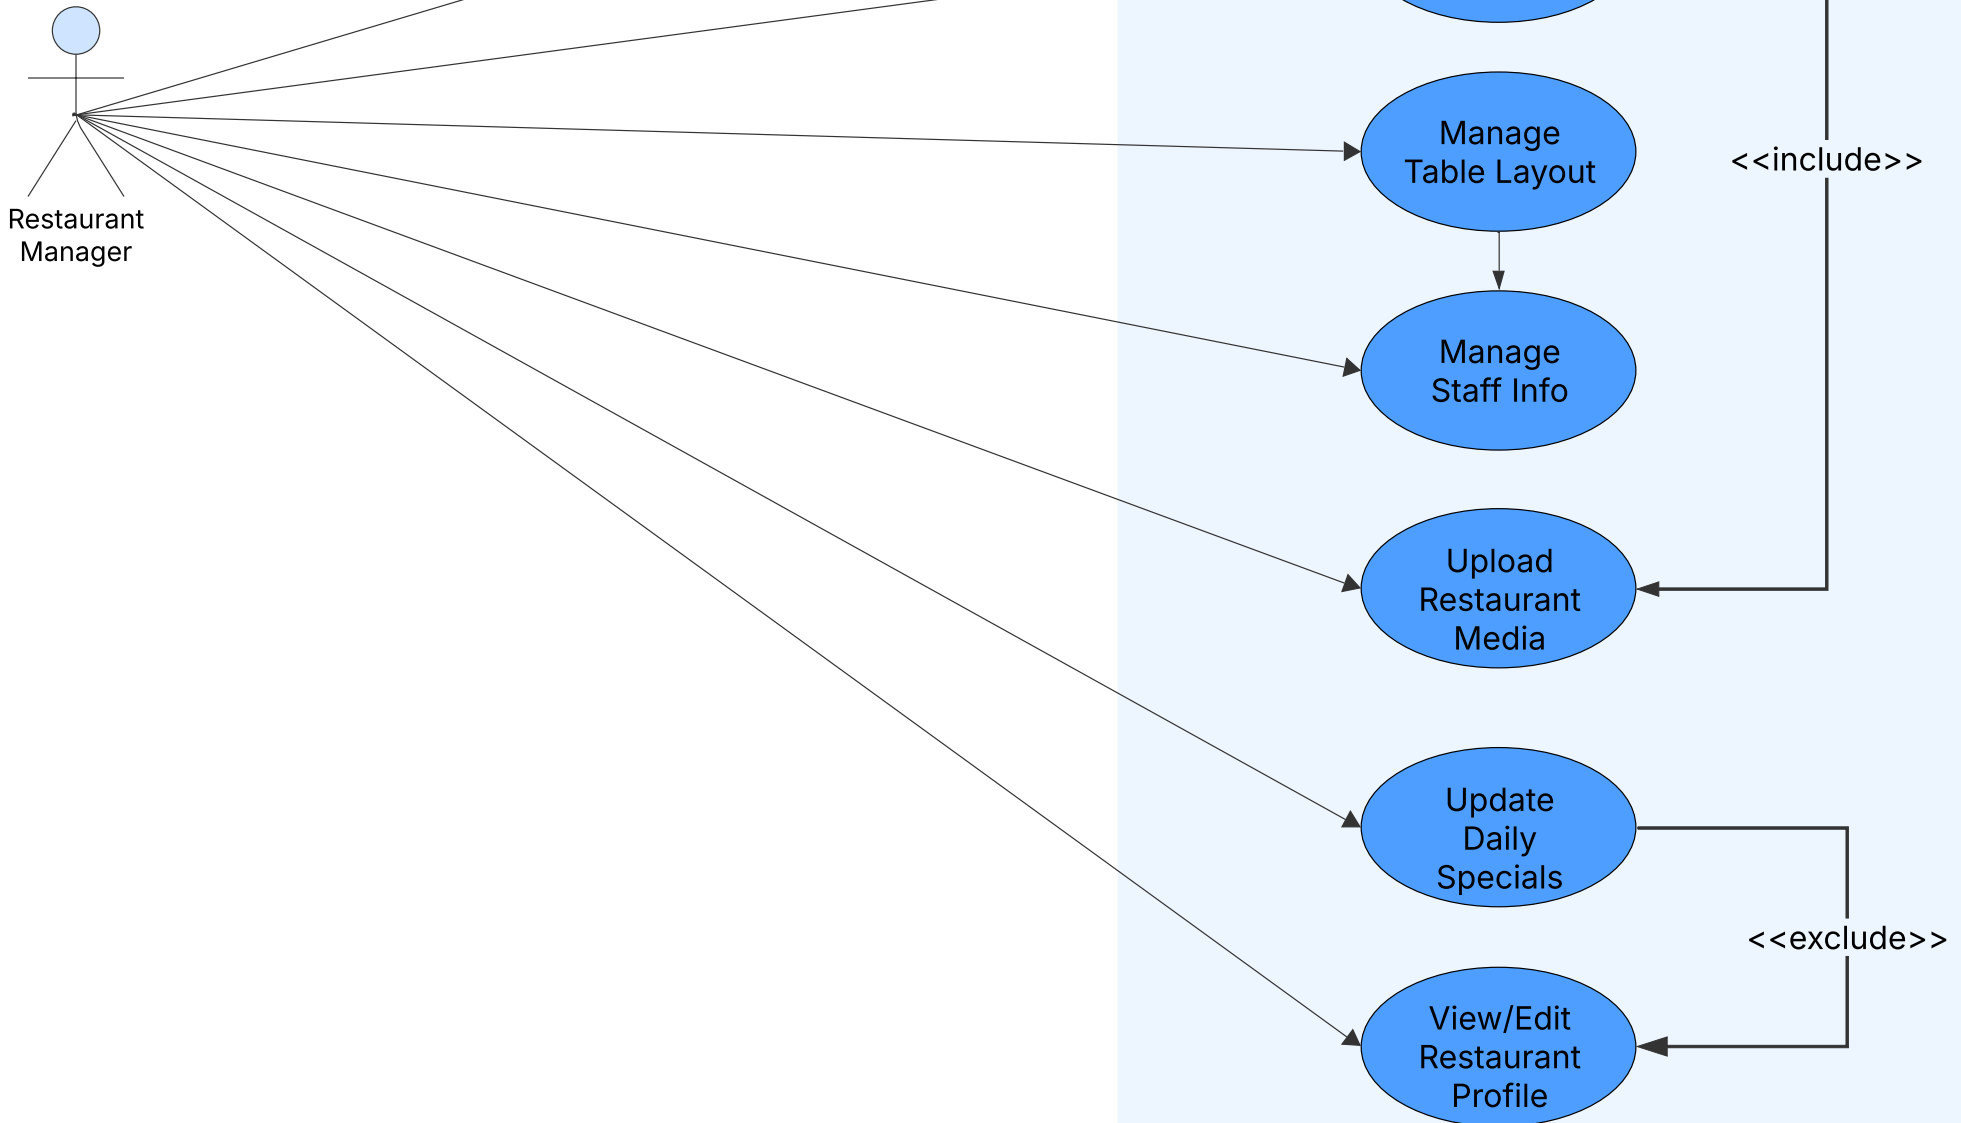 Restaurant
Manager
Manage
Table Layout
<<include>>
Manage
Staff Info
Upload
Restaurant
Media
Update
Daily
Specials
<<exclude>>
View/Edit
Restaurant
Profile